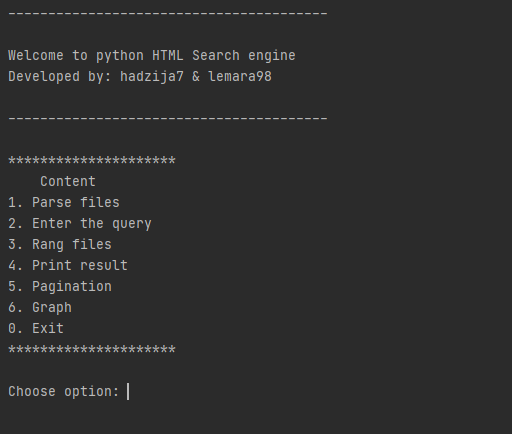 ----------------------------------------
Welcome to python HTML Search engine
Developed by: hadzija7 & lemara98
----------------------------------------
*********************
Content
1. Parse files
2. Enter the query
3. Rang files
4. Print result
5. Pagination
6. Graph
0. Exit
*********************
Choose option: